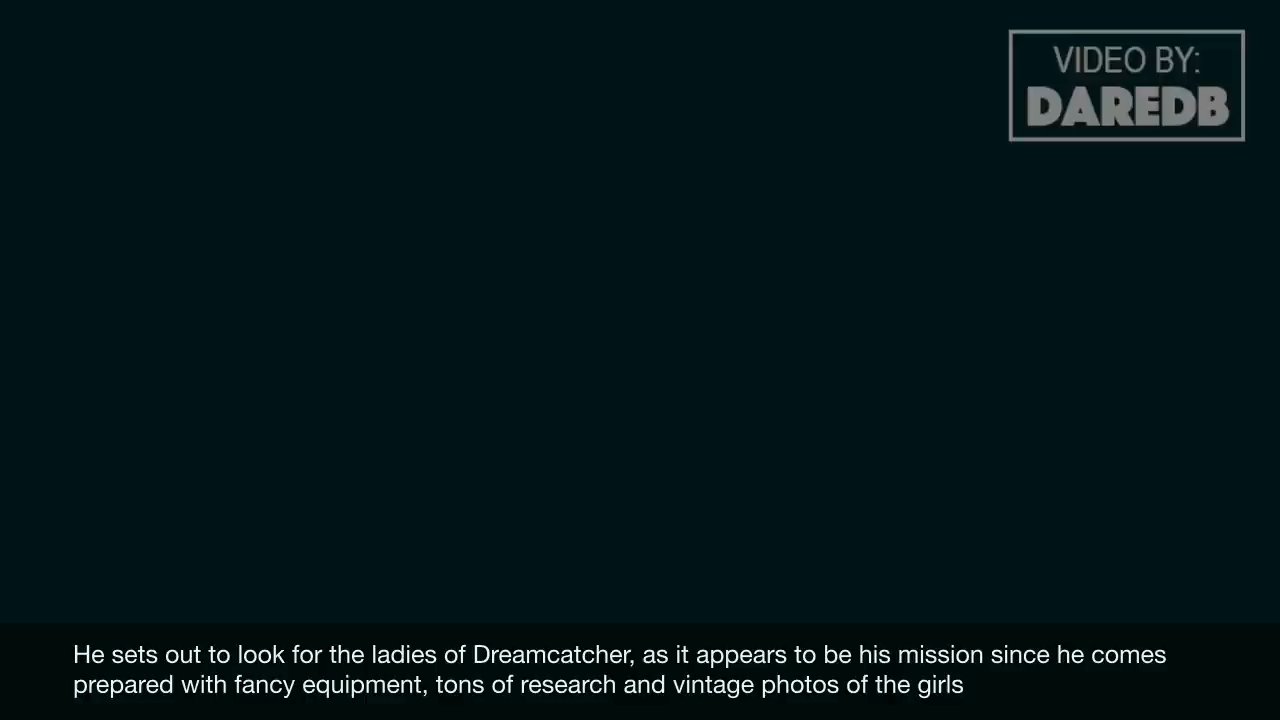 VIDEO BY:
DAREDB
He sets out to look for the ladies of Dreamcatcher, as it appears to be his mission since he comes
prepared with fancy equipment, tons of research and vintage photos of the girls